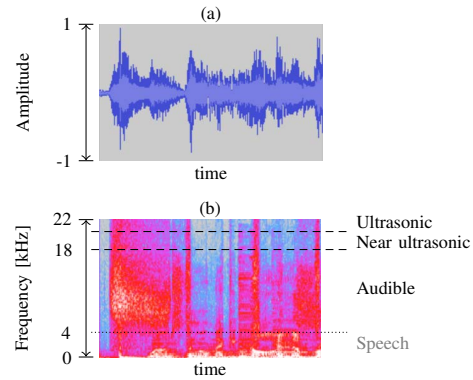 (a)
1
Amplitude
-1
time
(b)
22
Ultrasonic
Near ultrasonic
18
Frequency [kHz]
Audible
4
Speech
0
time